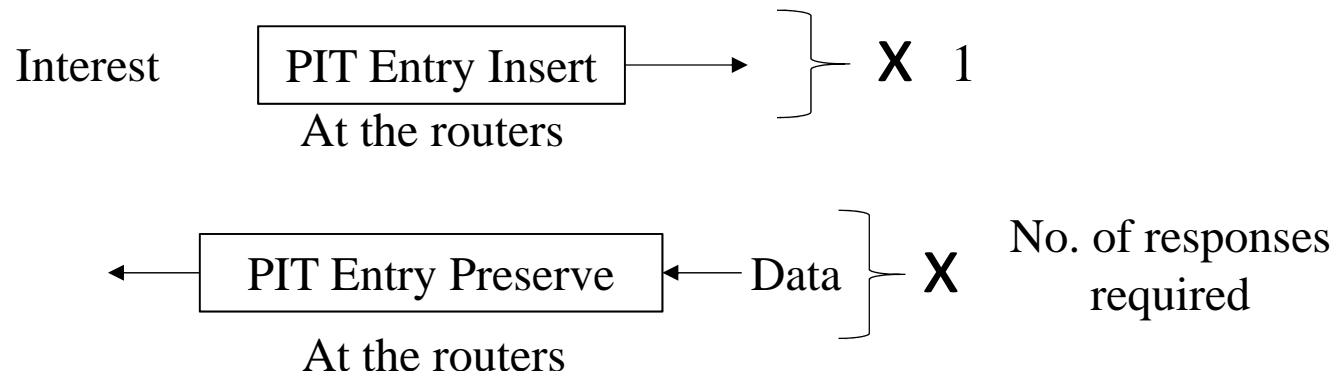 Interest PIT Entry Insert X 1
At the routers
PIT Entry Preserve Data X No. of responses required
At the routers